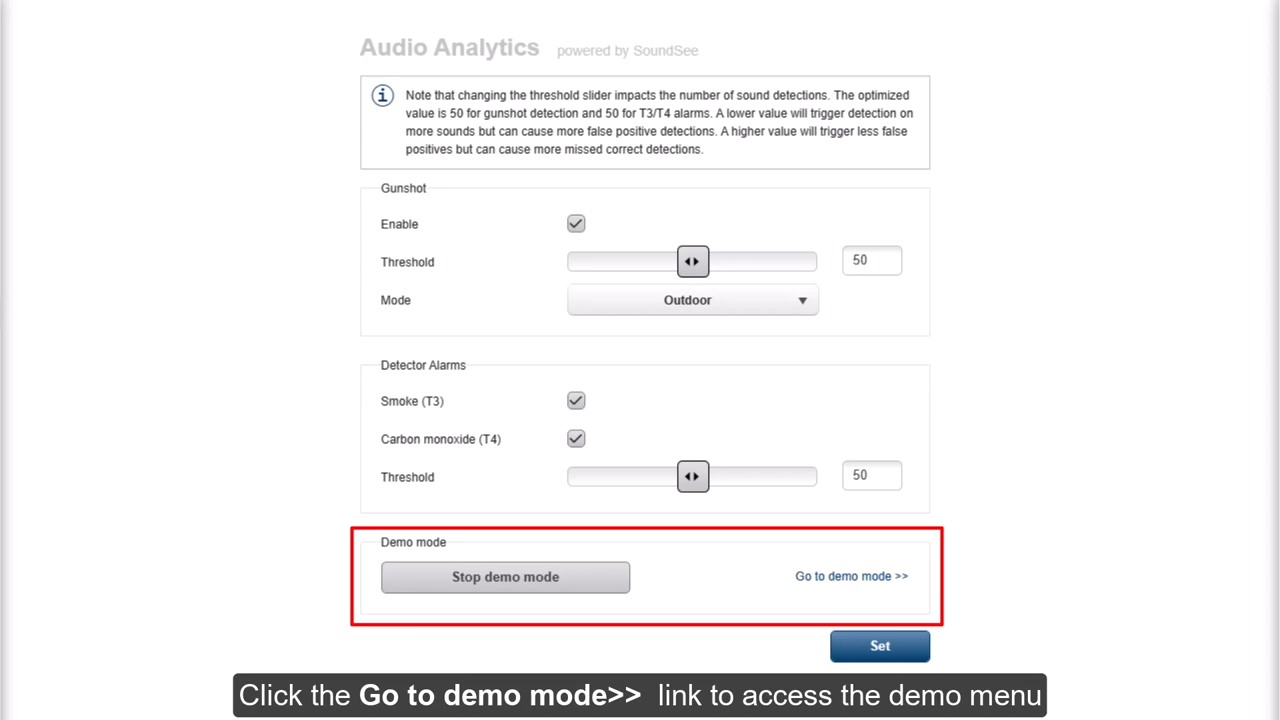 Audio Analytics powered by SoundSee
Note that changing the threshold slider impacts the number of sound detections. The optimized
value is 50 for gunshot detection and 50 for T3/T4 alarms. A lower value will trigger detection on
more sounds but can cause more false positive detections. A higher value will trigger less false
positives but can cause more missed correct detections.
Gunshot
Enable
Threshold 50
Mode Outdoor
Detector Alarms
Smoke (T3)
Carbon monoxide (T4)
Threshold 50
Demo mode
Stop demo mode Go to demo mode >>
Set
Click the Go to demo mode>> link to access the demo menu